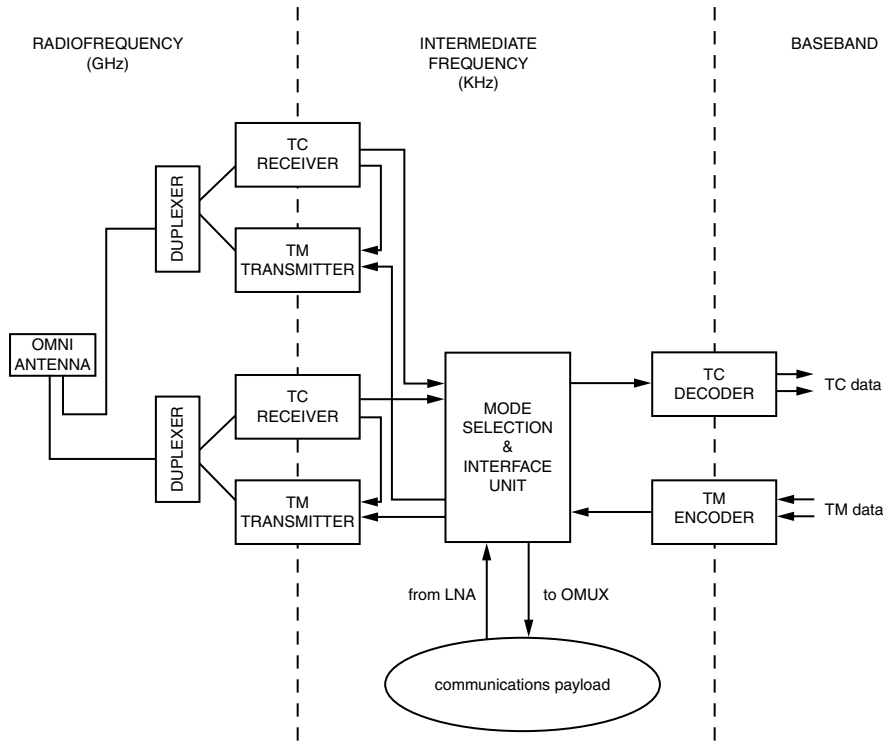 RADIOFREQUENCY
(GHz)
INTERMEDIATE
FREQUENCY
(KHz)
BASEBAND
TC
RECEIVER
DUPLEXER
TM
TRANSMITTER
OMNI
ANTENNA
TC
RECEIVER
DUPLEXER
TM
TRANSMITTER
MODE
SELECTION
&
INTERFACE
UNIT
TC
DECODER
TC data
TM
ENCODER
TM data
from LNA
to OMUX
communications payload